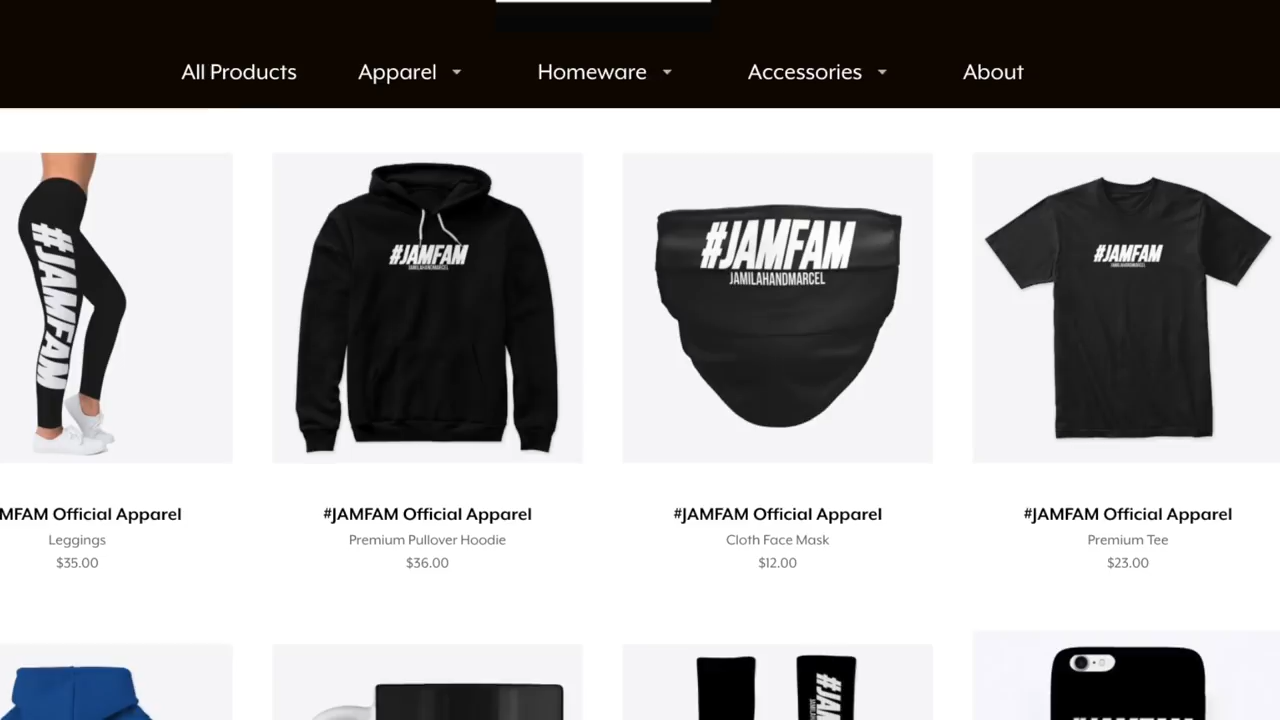 All Products
Apparel
Homeware
Accessories
About
#JAMFAM
#JAMFAM
JAMILAHANDMARCEL
#JAMFAM
JAMILAHANDMARCEL
#JAMFAM
JAMILAHANDMARCEL
MFAM Official Apparel
Leggings
$35.00
#JAMFAM Official Apparel
Premium Pullover Hoodie
$36.00
#JAMFAM Official Apparel
Cloth Face Mask
$12.00
#JAMFAM Official Apparel
Premium Tee
$23.00